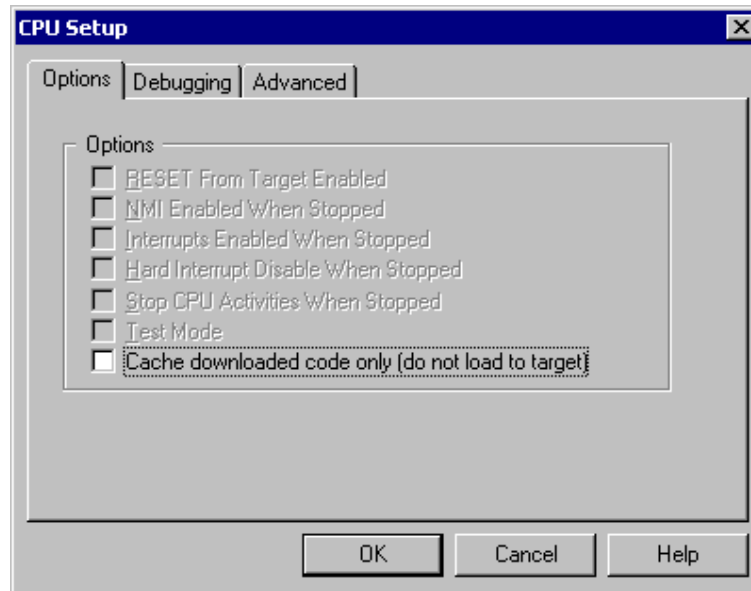 CPU Setup
Options Debugging Advanced
Options
RESET From Target Enabled
NMI Enabled When Stopped
Interrupts Enabled When Stopped
Hard Interrupt Disable When Stopped
Stop CPU Activities When Stopped
Test Mode
Cache downloaded code only (do not load to target)
OK Cancel Help